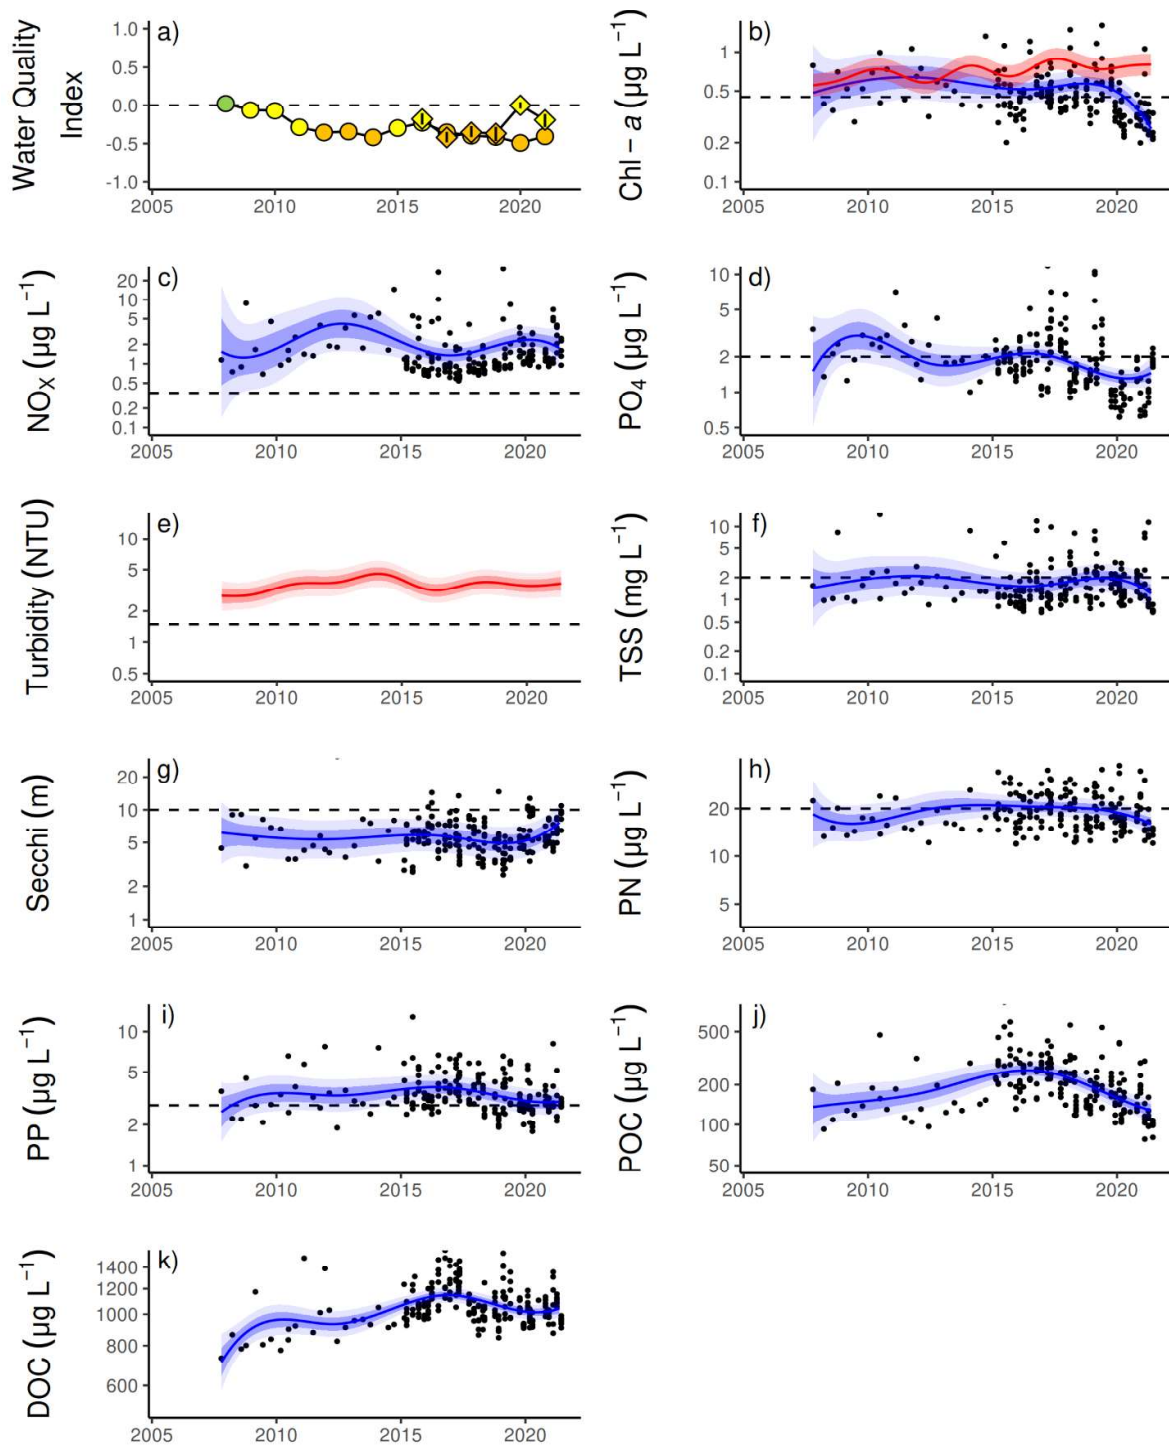 Water Quality
Index
a)
1.0
0.5
0.0
-0.5
-1.0
2005 2010 2015 2020
Chl − a (µg L−1)
b)
1
0.5
0.2
0.1
2005 2010 2015 2020
NOX (µg L−1)
c)
20
10
5
2
1
0.5
0.2
0.1
2005 2010 2015 2020
PO4 (µg L−1)
d)
10
5
2
1
0.5
2005 2010 2015 2020
Turbidity (NTU)
e)
10
5
2
1
0.5
2005 2010 2015 2020
TSS (mg L−1)
f)
10
5
2
1
0.5
0.2
0.1
2005 2010 2015 2020
Secchi (m)
g)
20
10
5
2
1
2005 2010 2015 2020
PN (µg L−1)
h)
20
10
5
2005 2010 2015 2020
PP (µg L−1)
i)
10
5
2
1
2005 2010 2015 2020
POC (µg L−1)
j)
500
200
100
50
2005 2010 2015 2020
DOC (µg L−1)
k)
1400
1200
1000
800
600
2005 2010 2015 2020